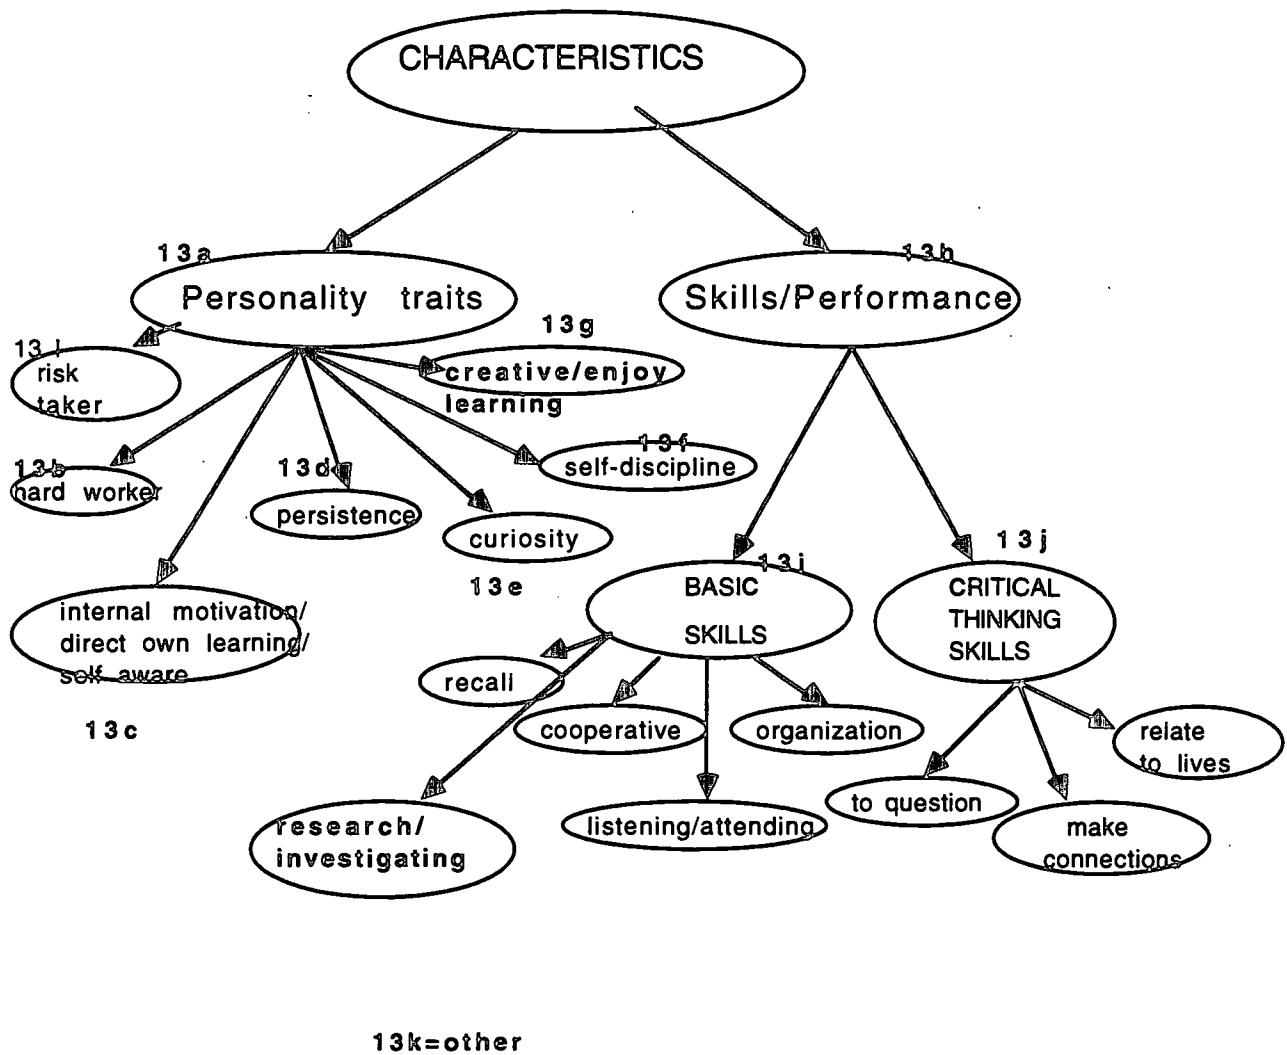 CHARACTERISTICS
13a
Personality traits
13h
Skills/Performance
13g
creative/enjoy
learning
13 l
risk
taker
13f
self-discipline
13b
hard worker
13d
persistence
curiosity
13e
internal motivation/
direct own learning/
self aware
13c
13i
BASIC
SKILLS
13j
CRITICAL
THINKING
SKILLS
recall
cooperative
organization
relate
to lives
to question
research/
investigating
listening/attending
make
connections
13k=other